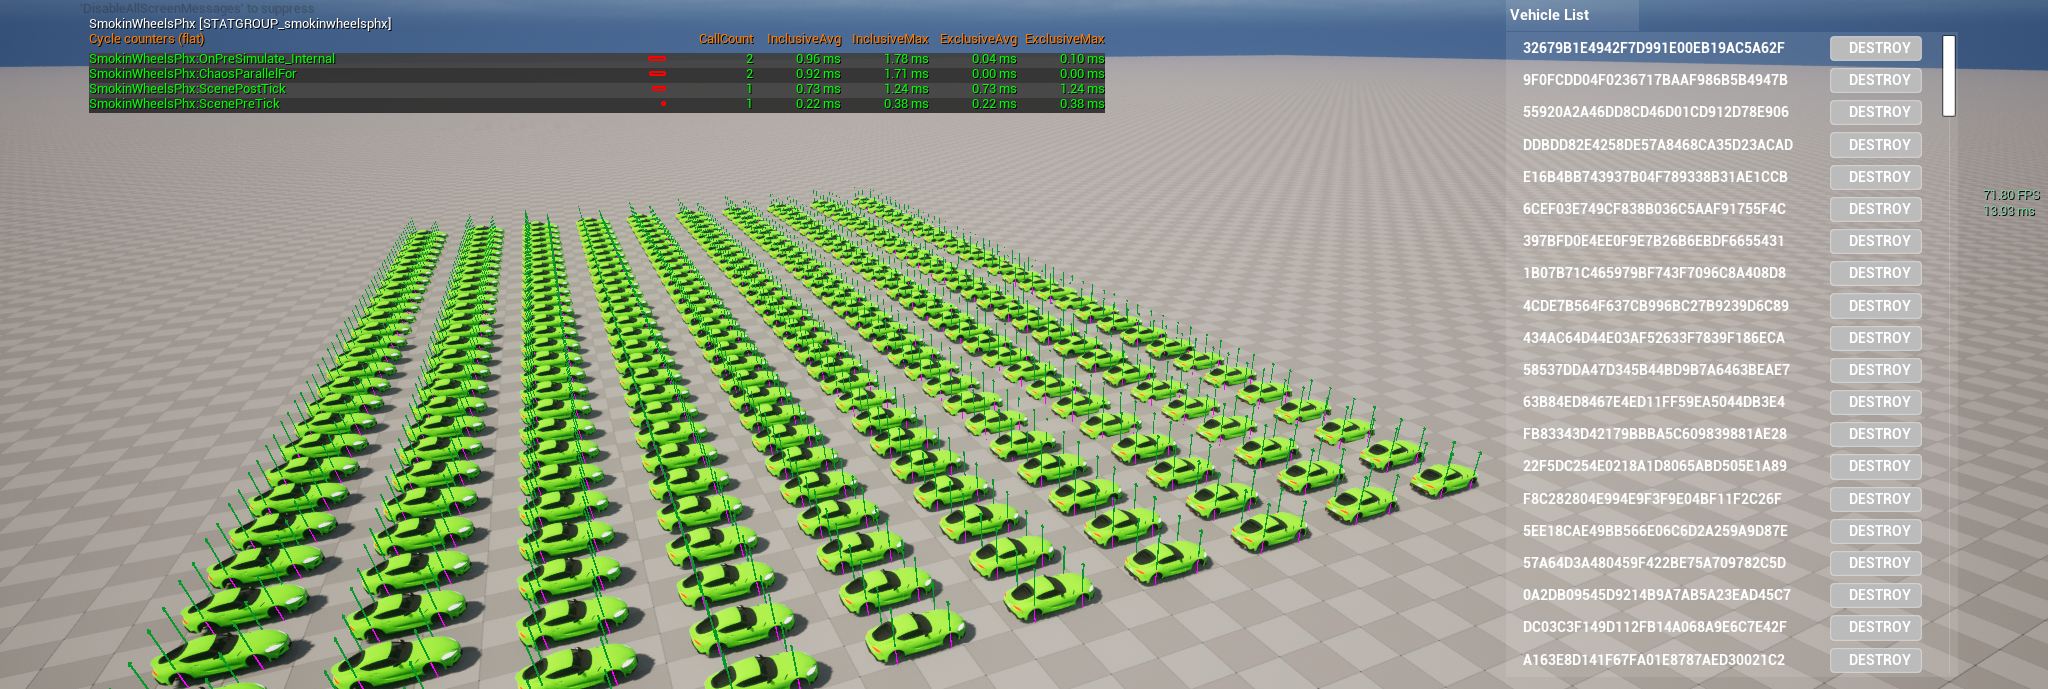 'DisableAllScreenMessages' to suppress
SmokinWheelsPhx [STATGROUP_smokinwheelsphx]
Cycle counters (flat) CallCount InclusiveAvg InclusiveMax ExclusiveAvg ExclusiveMax
SmokinWheelsPhx:OnPreSimulate_Internal 2 0.96 ms 1.78 ms 0.04 ms 0.10 ms
SmokinWheelsPhx:ChaosParallelFor 2 0.92 ms 1.71 ms 0.00 ms 0.00 ms
SmokinWheelsPhx:ScenePostTick 1 0.73 ms 1.24 ms 0.73 ms 1.24 ms
SmokinWheelsPhx:ScenePreTick 1 0.22 ms 0.38 ms 0.22 ms 0.38 ms
Vehicle List
32679B1E4942F7D991E00EB19AC5A62F DESTROY
9F0FCDD04F0236717BAAF986B5B4947B DESTROY
55920A2A46DD8CD46D01CD912D78E906 DESTROY
DDBDD82E4258DE57A8468CA35D23ACAD DESTROY
E16B4BB743937B04F789338B31AE1CCB DESTROY
6CEF03E749CF838B036C5AAF91755F4C DESTROY
397BFD0E4EE0F9E7B26B6EBDF6655431 DESTROY
1B07B71C465979BF743F7096C8A408D8 DESTROY
4CDE7B564F637CB996BC27B9239D6C89 DESTROY
434AC64D44E03AF52633F7839F186ECA DESTROY
58537DDA47D345B44BD9B7A6463BEAE7 DESTROY
63B84ED8467E4ED11FF59EA5044DB3E4 DESTROY
FB83343D42179BBBA5C609839881AE28 DESTROY
22F5DC254E0218A1D8065ABD505E1A89 DESTROY
F8C282804E994E9F3F9E04BF11F2C26F DESTROY
5EE18CAE49BB566E06C6D2A259A9D87E DESTROY
57A64D3A480459F422BE75A709782C5D DESTROY
0A2DB09545D9214B9A7AB5A23EAD45C7 DESTROY
DC03C3F149D112FB14A068A9E6C7E42F DESTROY
A163E8D141F67FA01E8787AED30021C2 DESTROY
71.80 FPS
13.93 ms